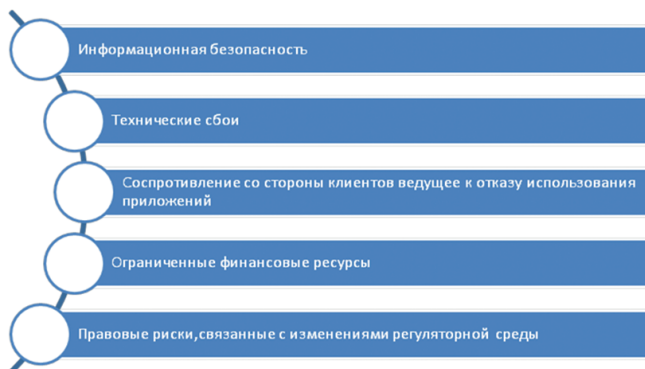 Информационная безопасность
Технические сбои
Соспротивление со стороны клиентов ведущее к отказу использования
приложений
Ограниченные финансовые ресурсы
Правовые риски,связанные с изменениями регуляторной среды